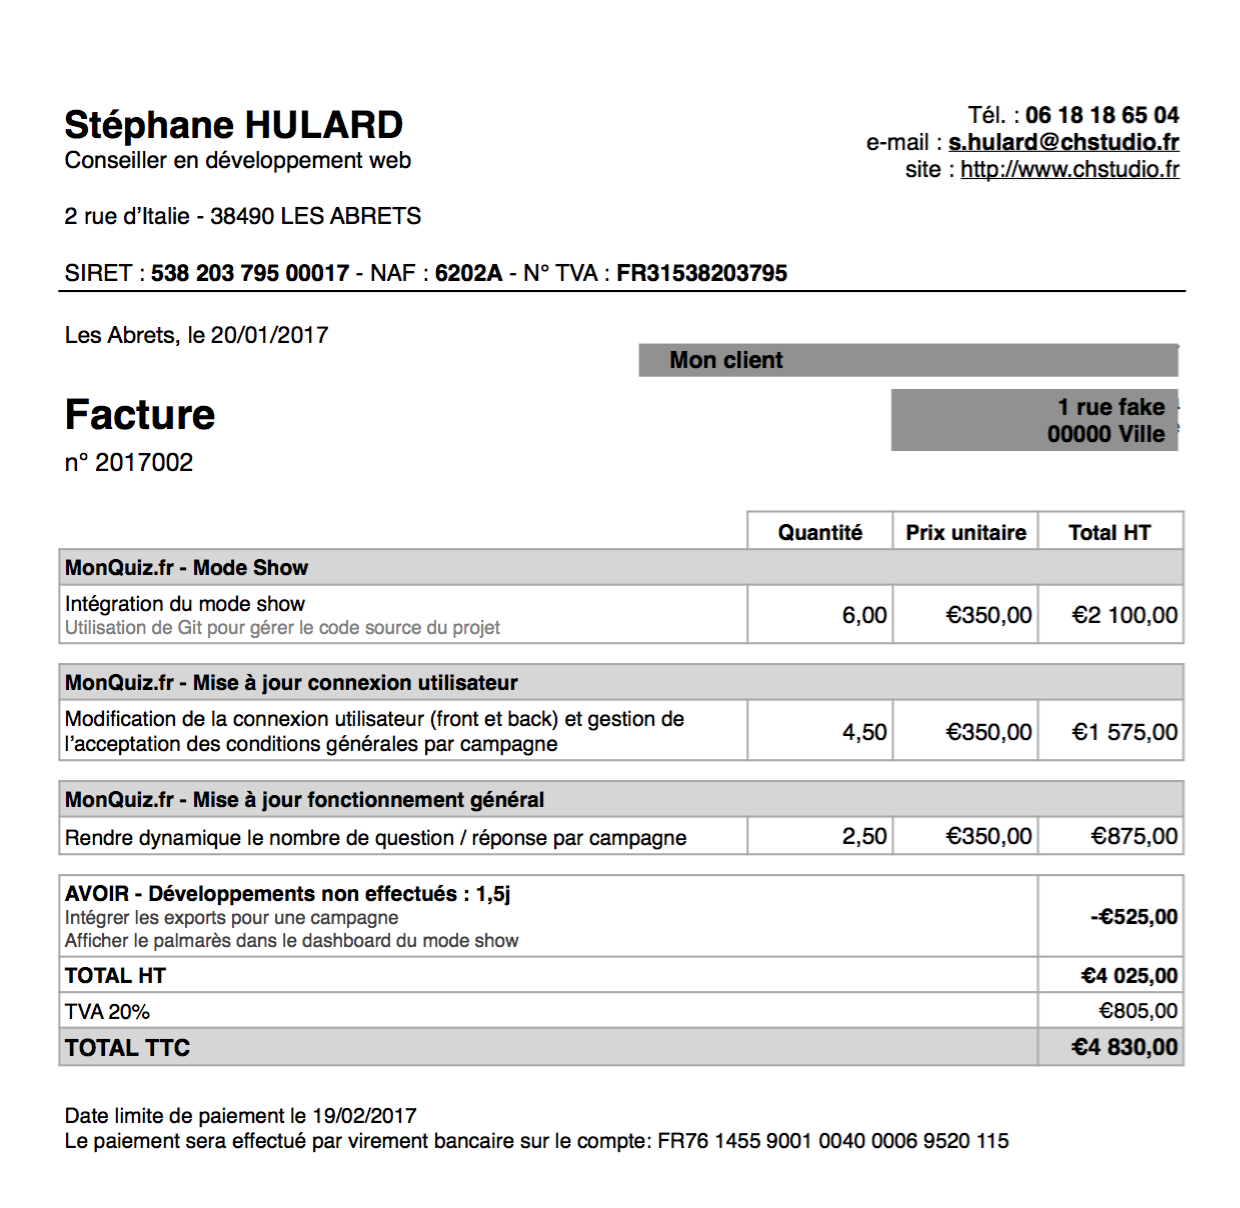 Stéphane HULARD
Conseiller en développement web
2 rue d'Italie - 38490 LES ABRETS
Tél. : 06 18 18 65 04
e-mail : s.hulard@chstudio.fr
site : http://www.chstudio.fr
SIRET : 538 203 795 00017 - NAF : 6202A - N° TVA : FR31538203795
Les Abrets, le 20/01/2017
Mon client
1 rue fake
00000 Ville
Facture
n° 2017002
Quantité Prix unitaire Total HT
MonQuiz.fr - Mode Show
Intégration du mode show
Utilisation de Git pour gérer le code source du projet
6,00 €350,00 €2 100,00
MonQuiz.fr - Mise à jour connexion utilisateur
Modification de la connexion utilisateur (front et back) et gestion de
l'acceptation des conditions générales par campagne
4,50 €350,00 €1 575,00
MonQuiz.fr - Mise à jour fonctionnement général
Rendre dynamique le nombre de question / réponse par campagne 2,50 €350,00 €875,00
AVOIR - Développements non effectués : 1,5j
Intégrer les exports pour une campagne
Afficher le palmarès dans le dashboard du mode show
-€525,00
TOTAL HT €4 025,00
TVA 20% €805,00
TOTAL TTC €4 830,00
Date limite de paiement le 19/02/2017
Le paiement sera effectué par virement bancaire sur le compte: FR76 1455 9001 0040 0006 9520 115